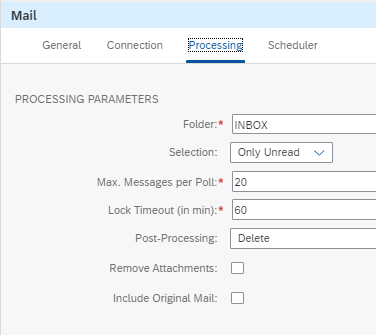 Mail
General Connection Processing Scheduler
PROCESSING PARAMETERS
Folder:* INBOX
Selection: Only Unread
Max. Messages per Poll:* 20
Lock Timeout (in min):* 60
Post-Processing: Delete
Remove Attachments:
Include Original Mail: